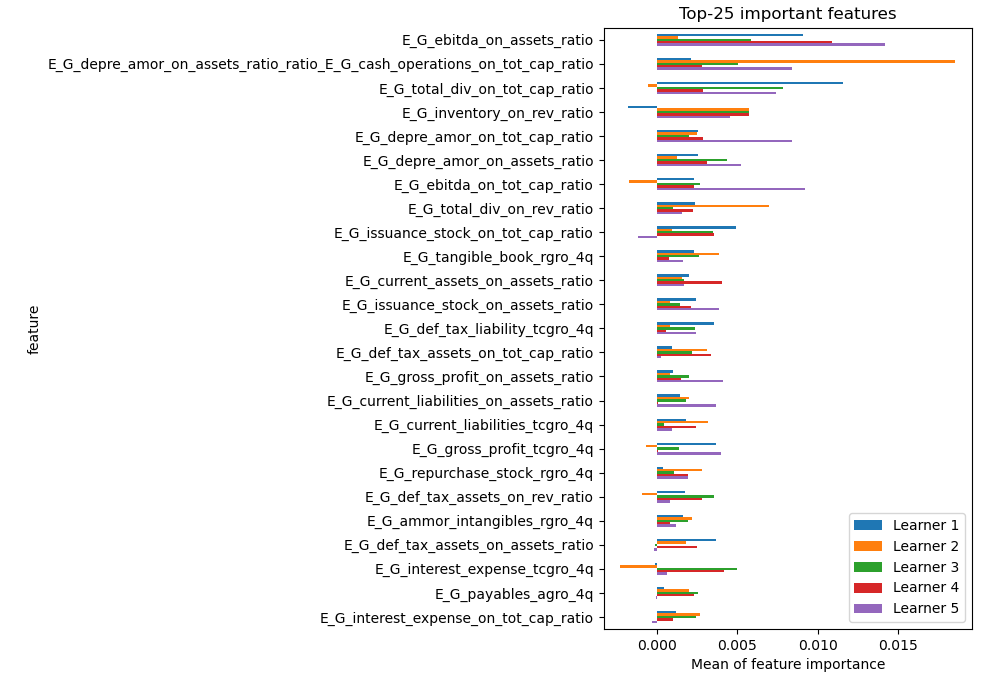 Top-25 important features
E_G_ebitda_on_assets_ratio
E_G_depre_amor_on_assets_ratio_ratio_E_G_cash_operations_on_tot_cap_ratio
E_G_total_div_on_tot_cap_ratio
E_G_inventory_on_rev_ratio
E_G_depre_amor_on_tot_cap_ratio
E_G_depre_amor_on_assets_ratio
E_G_ebitda_on_tot_cap_ratio
E_G_total_div_on_rev_ratio
E_G_issuance_stock_on_tot_cap_ratio
E_G_tangible_book_rgro_4q
E_G_current_assets_on_assets_ratio
E_G_issuance_stock_on_assets_ratio
E_G_def_tax_liability_tcgro_4q
E_G_def_tax_assets_on_tot_cap_ratio
E_G_gross_profit_on_assets_ratio
E_G_current_liabilities_on_assets_ratio
E_G_current_liabilities_tcgro_4q
E_G_gross_profit_tcgro_4q
E_G_repurchase_stock_rgro_4q
E_G_def_tax_assets_on_rev_ratio
E_G_ammor_intangibles_rgro_4q
E_G_def_tax_assets_on_assets_ratio
E_G_interest_expense_tcgro_4q
E_G_payables_agro_4q
E_G_interest_expense_on_tot_cap_ratio
feature
Learner 1
Learner 2
Learner 3
Learner 4
Learner 5
0.000 0.005 0.010 0.015
Mean of feature importance